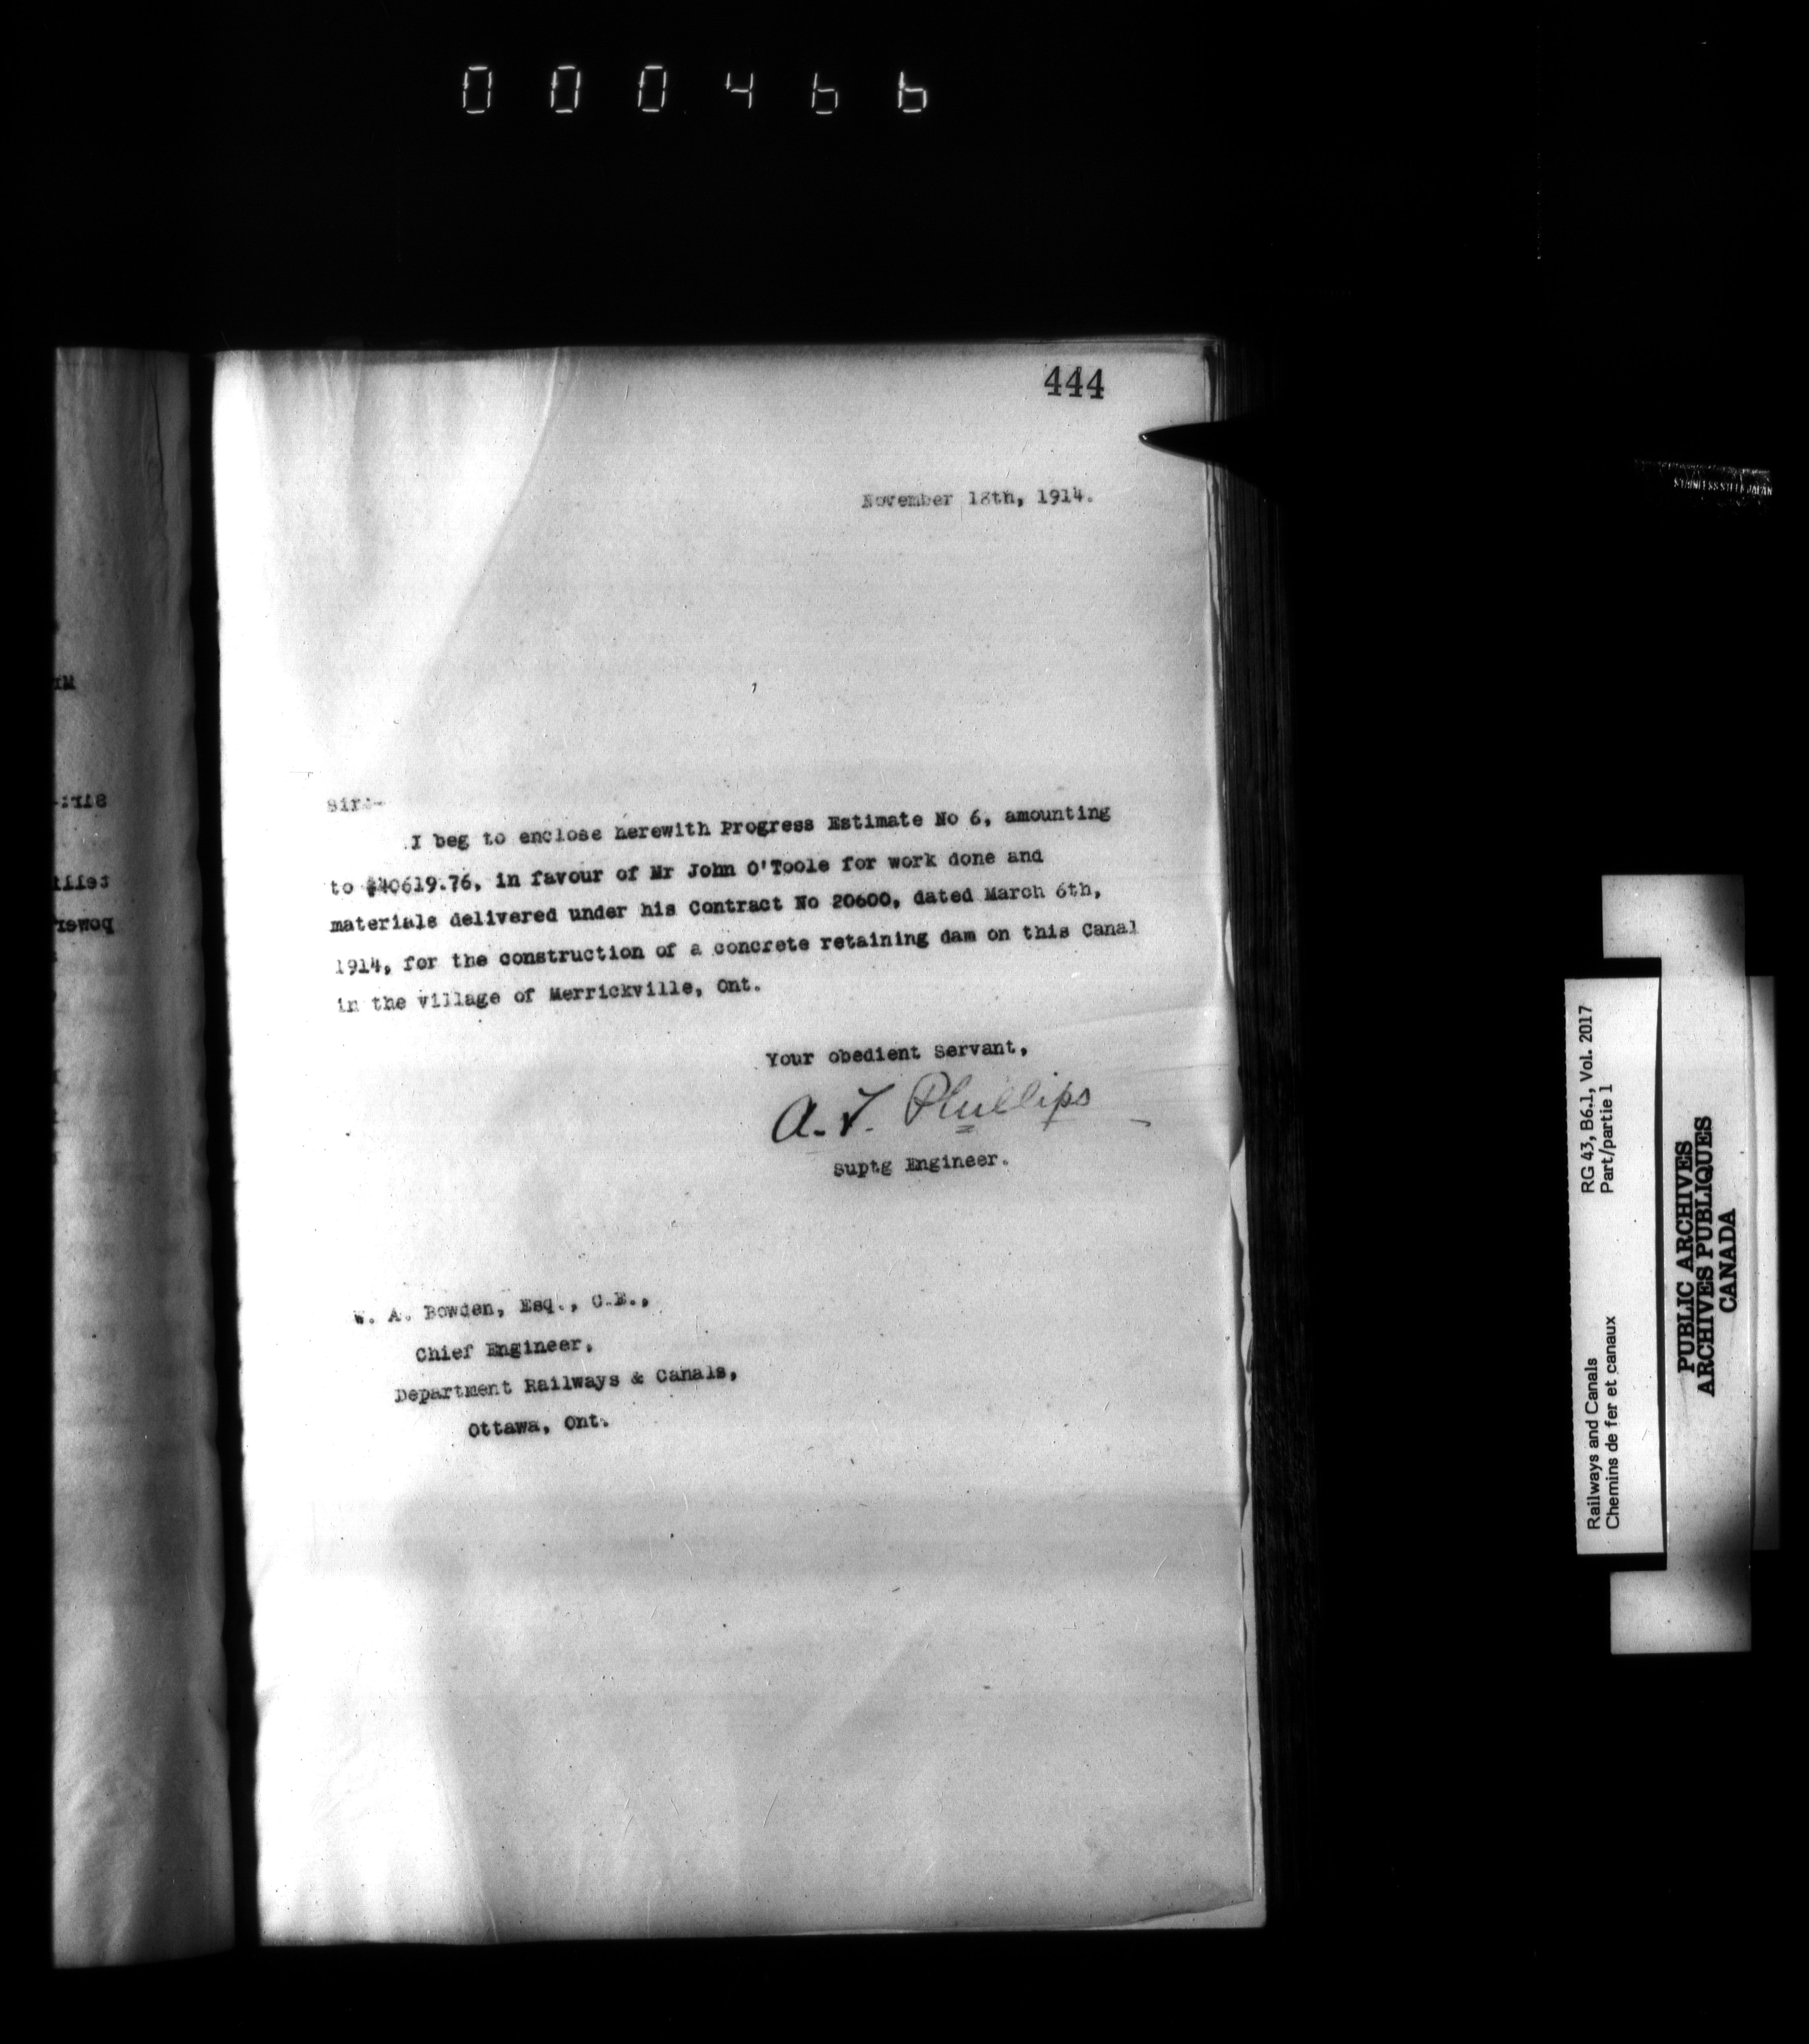 000466
444
November 18th, 1914.
Sir:-
I beg to enclose herewith Progress Estimate No 6, amounting
to $40619.76, in favour of Mr John O'Toole for work done and
materials delivered under his Contract No 20600, dated March 6th,
1914, for the construction of a concrete retaining dam on this Canal
in the village of Merrickville, Ont.
Your obedient Servant,
A. T. Phillips
Suptg Engineer.
W. A. Bowden, Esq., C.E.,
Chief Engineer,
Department Railways & Canals,
Ottawa, Ont.
STAINLESS STEEL JAPAN
Railways and Canals RG 43, B6.1, Vol. 2017
Chemins de fer et canaux Part/partie 1
PUBLIC ARCHIVES
ARCHIVES PUBLIQUES
CANADA